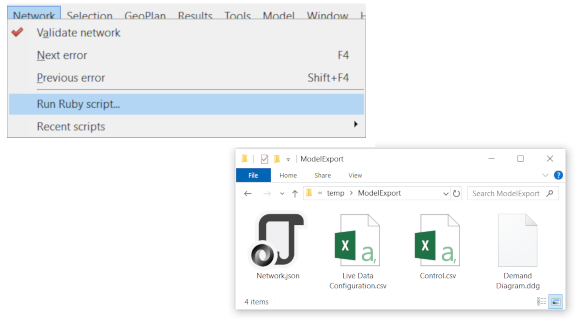 Network Selection GeoPlan Results Tools Model Window H
Validate network
Next error F4
Previous error Shift+F4
Run Ruby script...
Recent scripts
ModelExport
File Home Share View
temp > ModelExport
Search ModelExport
Network.json
Live Data
Configuration.csv
Control.csv
Demand
Diagram.ddg
4 items